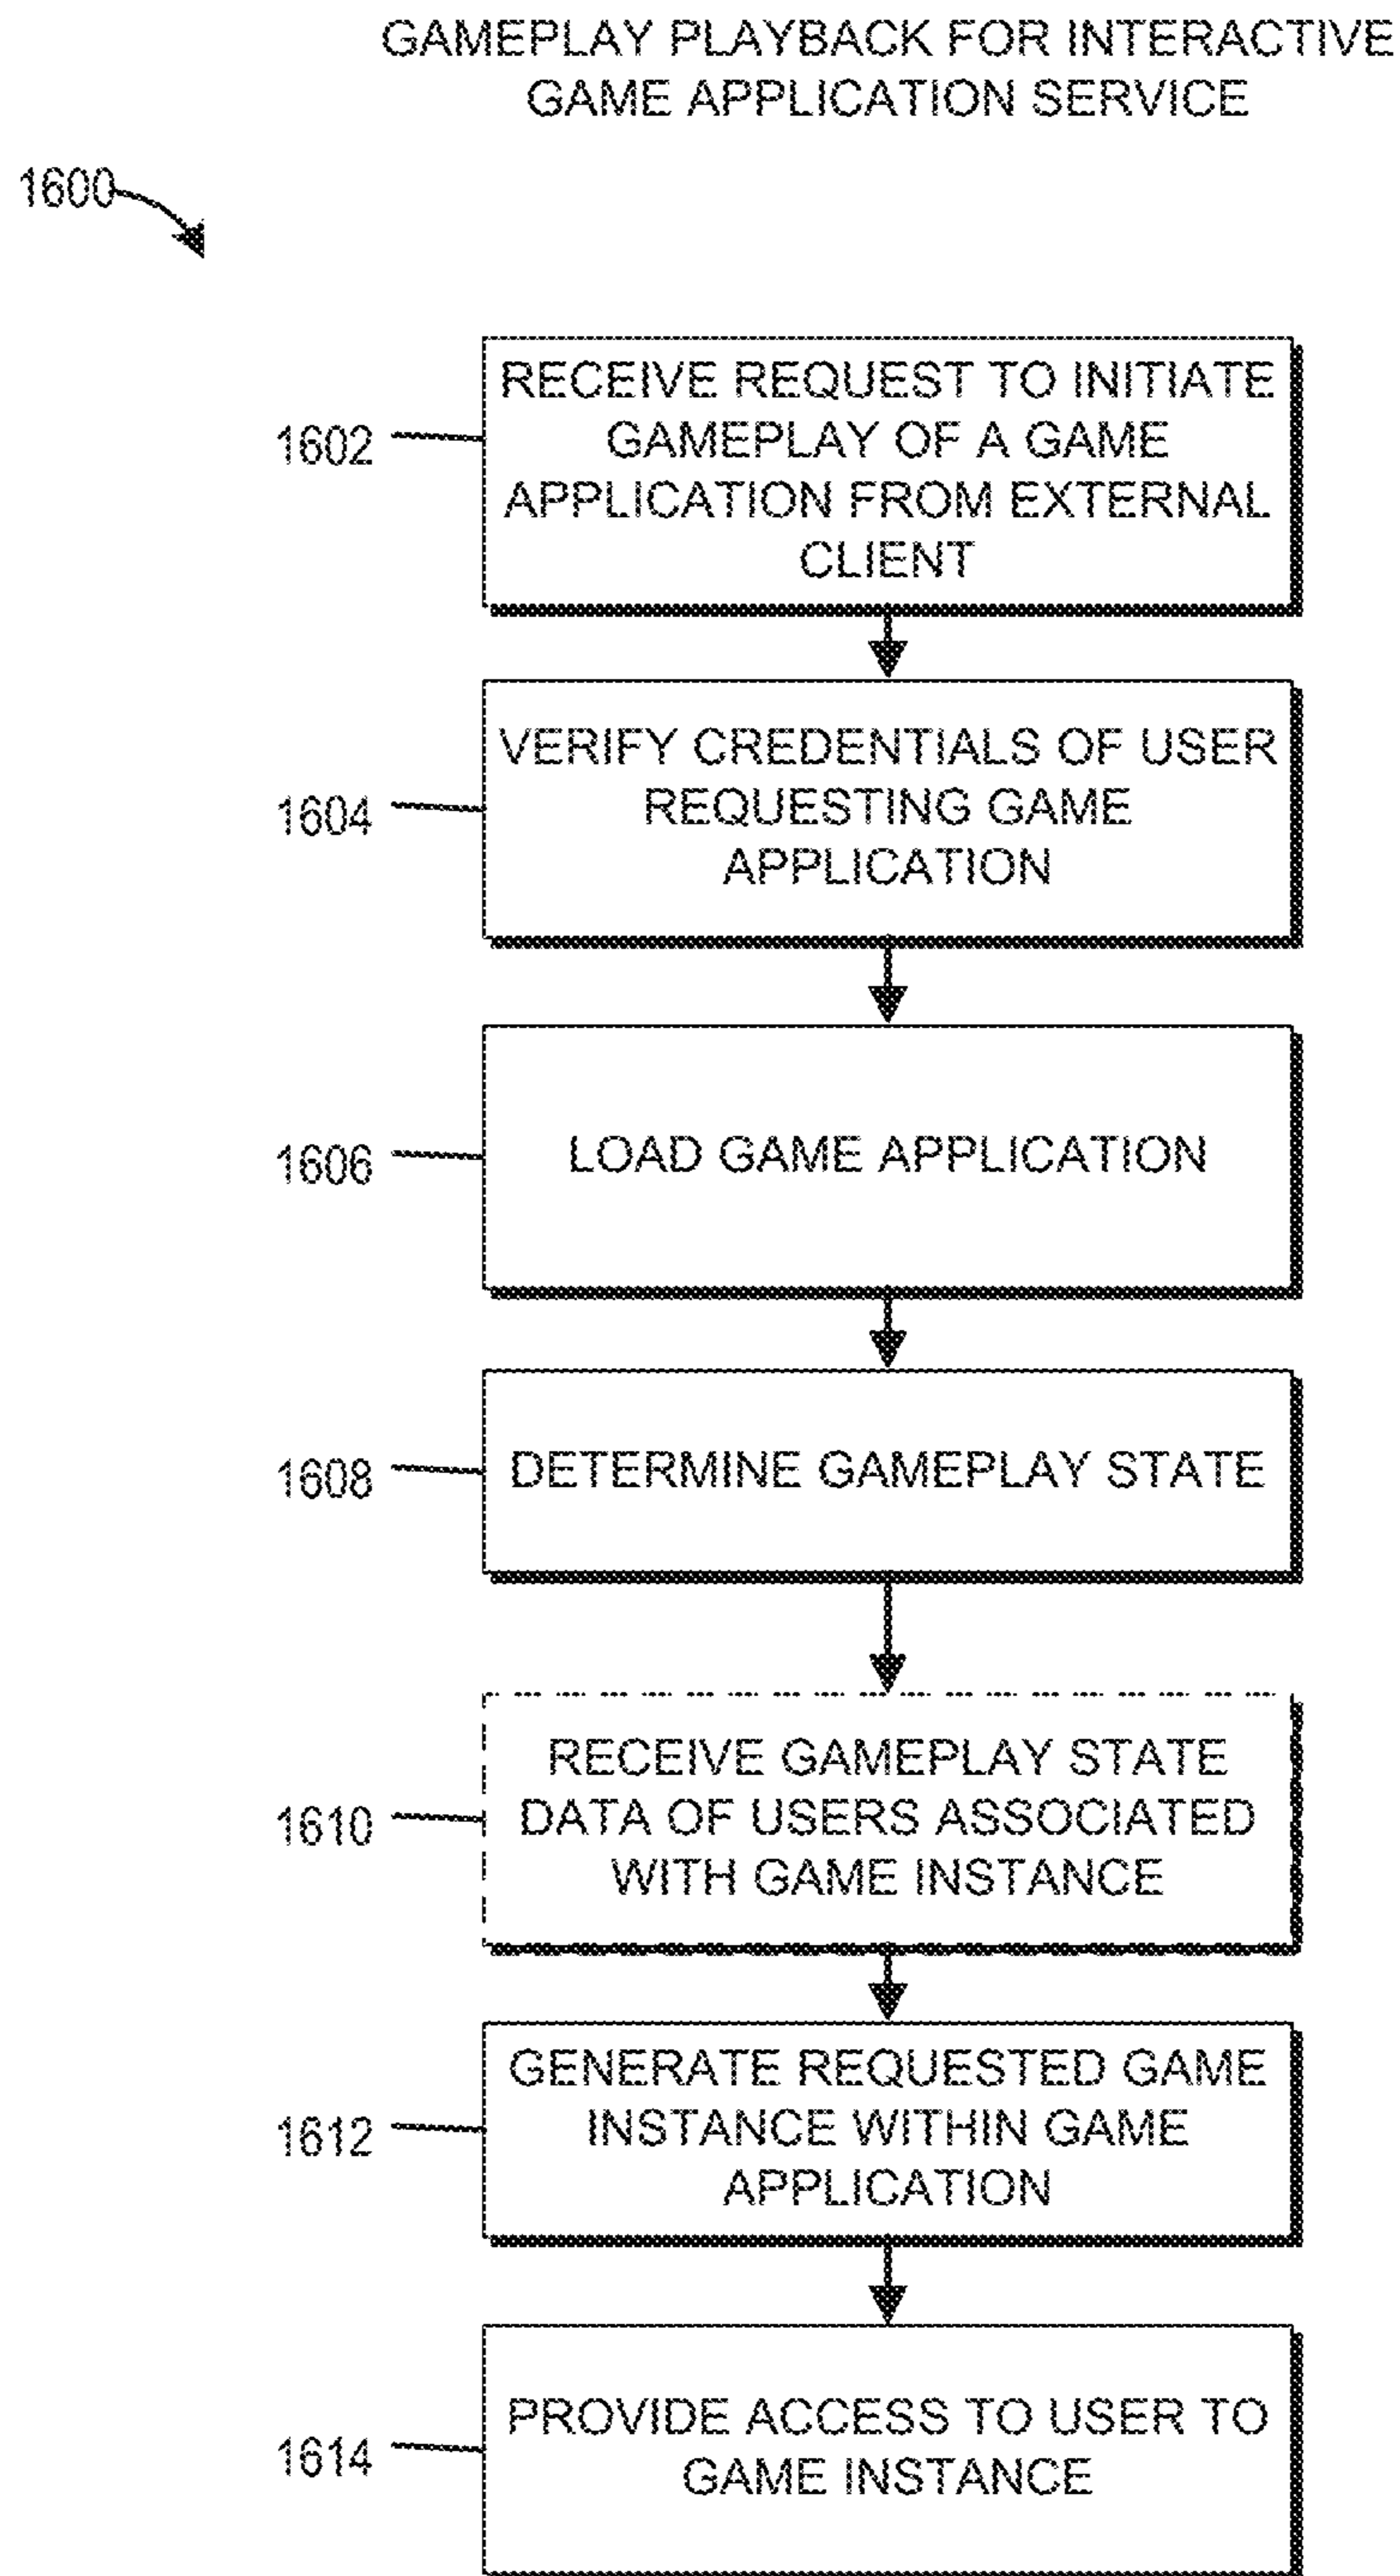 GAMEPLAY PLAYBACK FOR INTERACTIVE
GAME APPLICATION SERVICE
1600
RECEIVE REQUEST TO INITIATE
GAMEPLAY OF A GAME
APPLICATION FROM EXTERNAL
CLIENT
1602
VERIFY CREDENTIALS OF USER
REQUESTING GAME
APPLICATION
1604
LOAD GAME APPLICATION
1606
DETERMINE GAMEPLAY STATE
1608
RECEIVE GAMEPLAY STATE
DATA OF USERS ASSOCIATED
WITH GAME INSTANCE
1610
GENERATE REQUESTED GAME
INSTANCE WITHIN GAME
APPLICATION
1612
PROVIDE ACCESS TO USER TO
GAME INSTANCE
1614